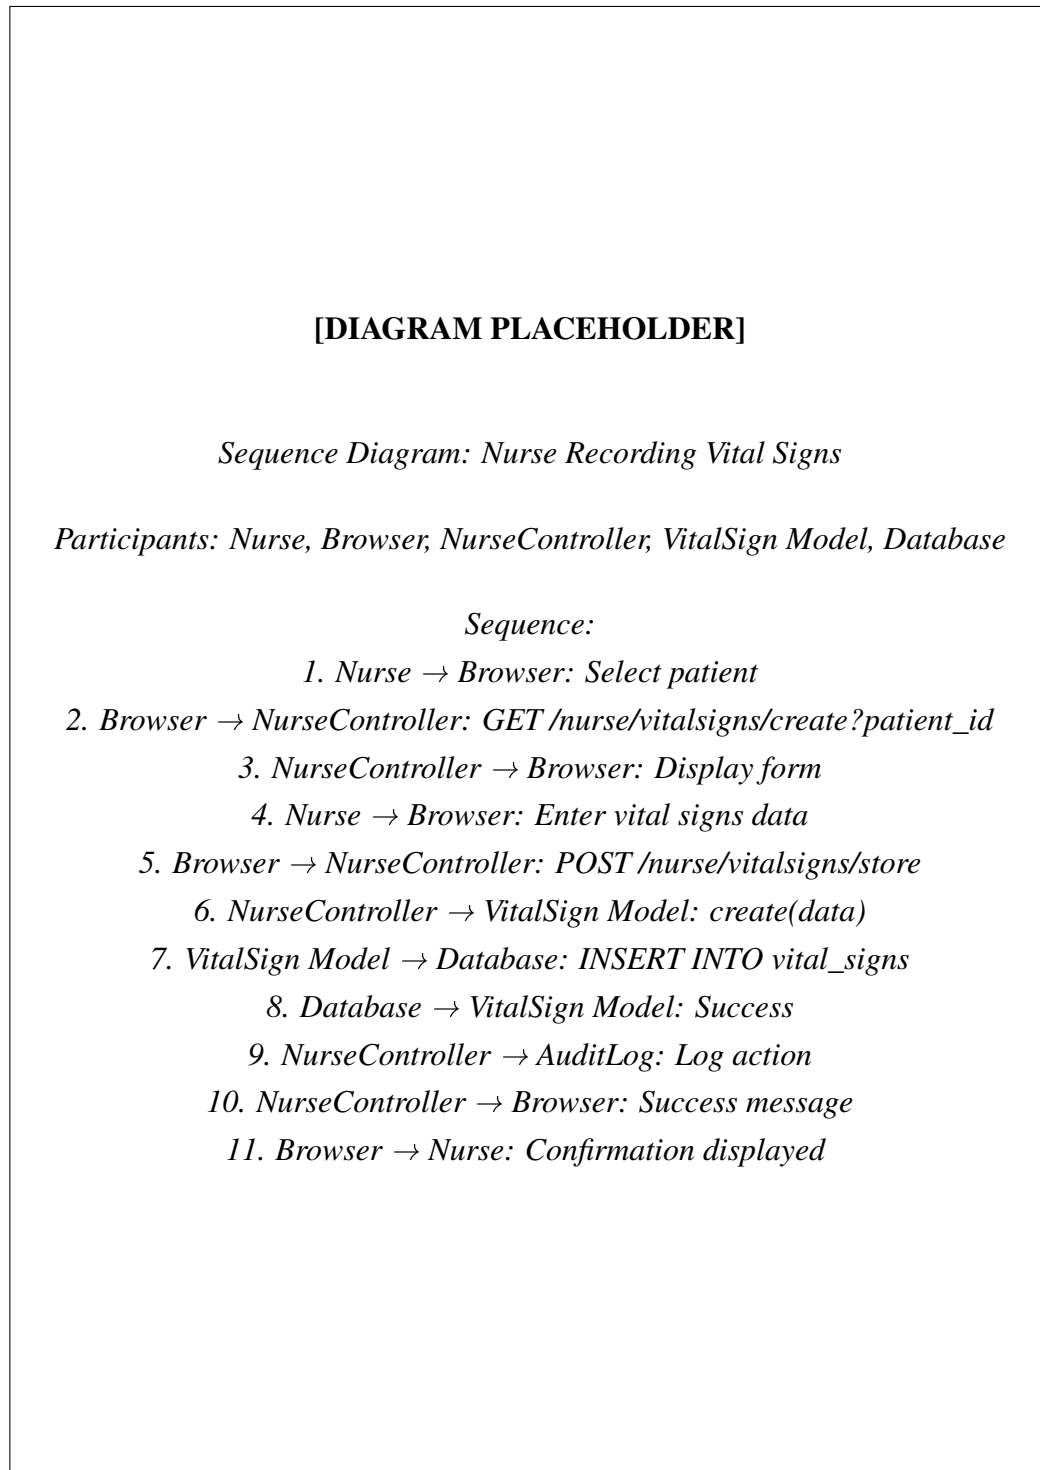 [DIAGRAM PLACEHOLDER]
Sequence Diagram: Nurse Recording Vital Signs
Participants: Nurse, Browser, NurseController, VitalSign Model, Database
Sequence:
1. Nurse → Browser: Select patient
2. Browser → NurseController: GET /nurse/vitalsigns/create?patient_id
3. NurseController → Browser: Display form
4. Nurse → Browser: Enter vital signs data
5. Browser → NurseController: POST /nurse/vitalsigns/store
6. NurseController → VitalSign Model: create(data)
7. VitalSign Model → Database: INSERT INTO vital_signs
8. Database → VitalSign Model: Success
9. NurseController → AuditLog: Log action
10. NurseController → Browser: Success message
11. Browser → Nurse: Confirmation displayed